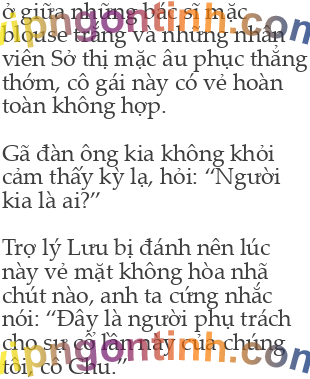 ở giữa những bác sĩ mặc
blouse trắng và những nhân
viên Sở thị mặc âu phục thẳng
thớm, cô gái này có vẻ hoàn
toàn không hợp.
Gã đàn ông kia không khỏi
cảm thấy kỳ lạ, hỏi: “Người
kia là ai?”
Trợ lý Lưu bị đánh nên lúc
này vẻ mặt không hòa nhã
chút nào, anh ta cứng nhắc
nói: “Đây là người phụ trách
cho sự cố lần này của chúng
tôi, cô Chu.”
vipngontinh.com
vipngontinh.com